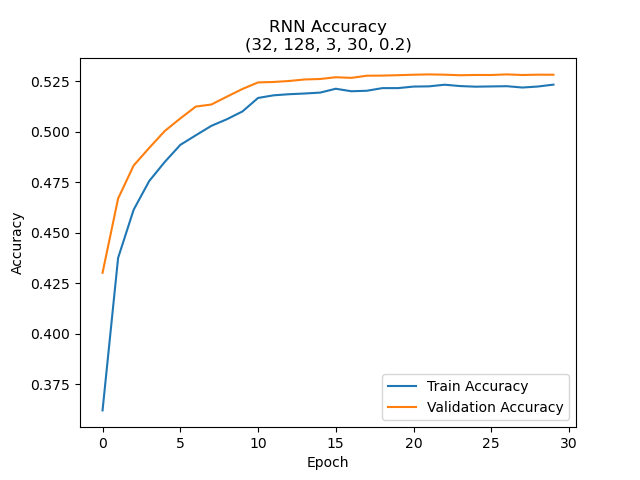 RNN Accuracy
(32, 128, 3, 30, 0.2)
Accuracy
0.525
0.500
0.475
0.450
0.425
0.400
0.375
Train Accuracy
Validation Accuracy
0 5 10 15 20 25 30
Epoch